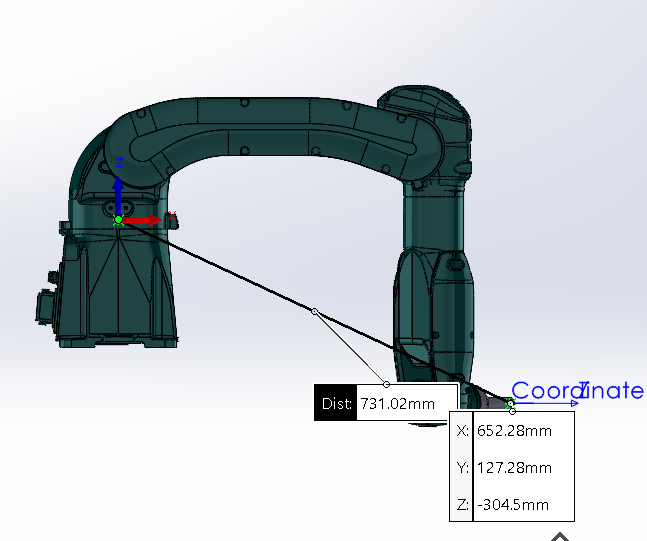 Z
X
Coordinate
Z
Dist: 731.02mm
X: 652.28mm
Y: 127.28mm
Z: -304.5mm